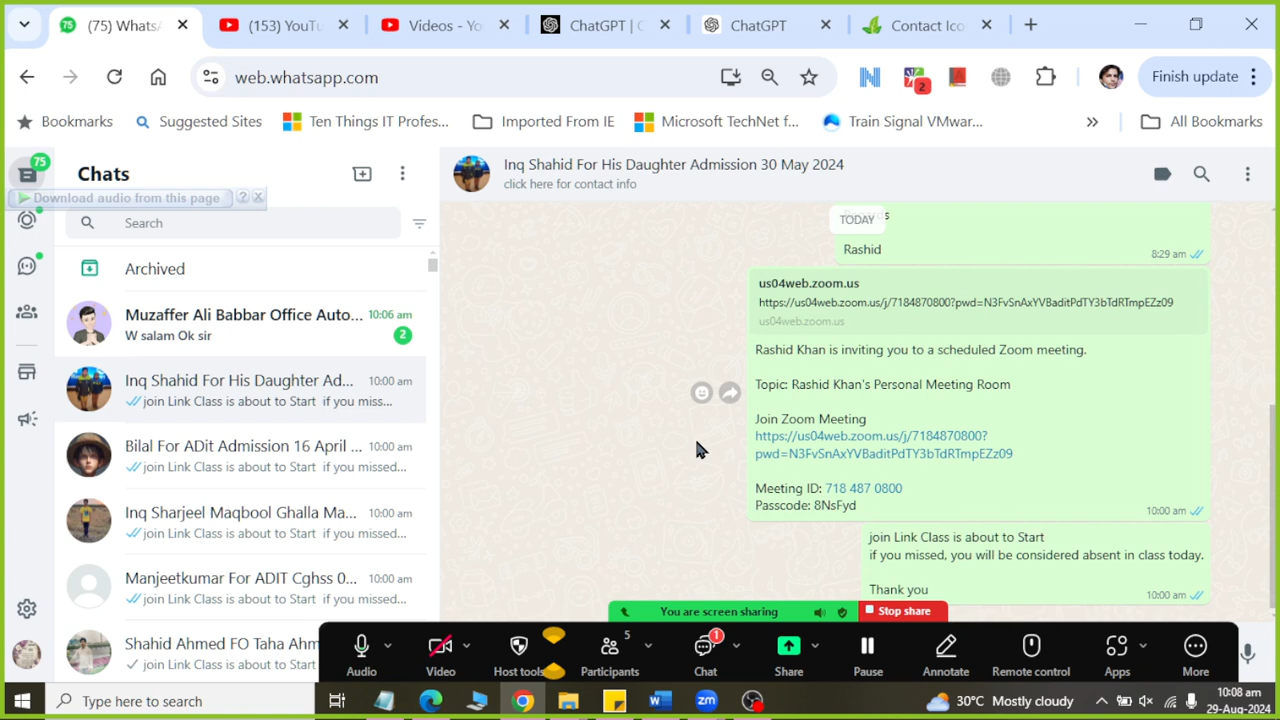 75 (75) WhatsA
(153) YouTu
Videos - Yo
ChatGPT | C
ChatGPT
Contact Ico
web.whatsapp.com
2
Finish update
Bookmarks
Suggested Sites
Ten Things IT Profes...
Imported From IE
Microsoft TechNet f...
Train Signal VMwar...
All Bookmarks
75
Chats
Download audio from this page
?
Search
Archived
Muzaffer Ali Babbar Office Auto... 10:06 am
W salam Ok sir 2
Inq Shahid For His Daughter Ad... 10:00 am
join Link Class is about to Start if you miss...
Bilal For ADit Admission 16 April ... 10:00 am
join Link Class is about to Start if you missed...
Inq Sharjeel Maqbool Ghalla Ma... 10:00 am
join Link Class is about to Start if you missed...
Manjeetkumar For ADIT Cghss 0... 10:00 am
join Link Class is about to Start if you missed...
Shahid Ahmed FO Taha Ahm
join Link Class is about to Start
Inq Shahid For His Daughter Admission 30 May 2024
click here for contact info
TODAY
Rashid
8:29 am
us04web.zoom.us
https://us04web.zoom.us/j/7184870800?pwd=N3FvSnAxYVBaditPdTY3bTdRTmpEZz09
us04web.zoom.us
Rashid Khan is inviting you to a scheduled Zoom meeting.
Topic: Rashid Khan's Personal Meeting Room
Join Zoom Meeting
https://us04web.zoom.us/j/7184870800?
pwd=N3FvSnAxYVBaditPdTY3bTdRTmpEZz09
Meeting ID: 718 487 0800
Passcode: 8NsFyd
10:00 am
join Link Class is about to Start
if you missed, you will be considered absent in class today.
Thank you
10:00 am
You are screen sharing
Stop share
Audio
Video
Host tools
5
Participants
1
Chat
Share
Pause
Annotate
Remote control
Apps
More
Type here to search
zm
30°C Mostly cloudy
10:08 am
29-Aug-2024